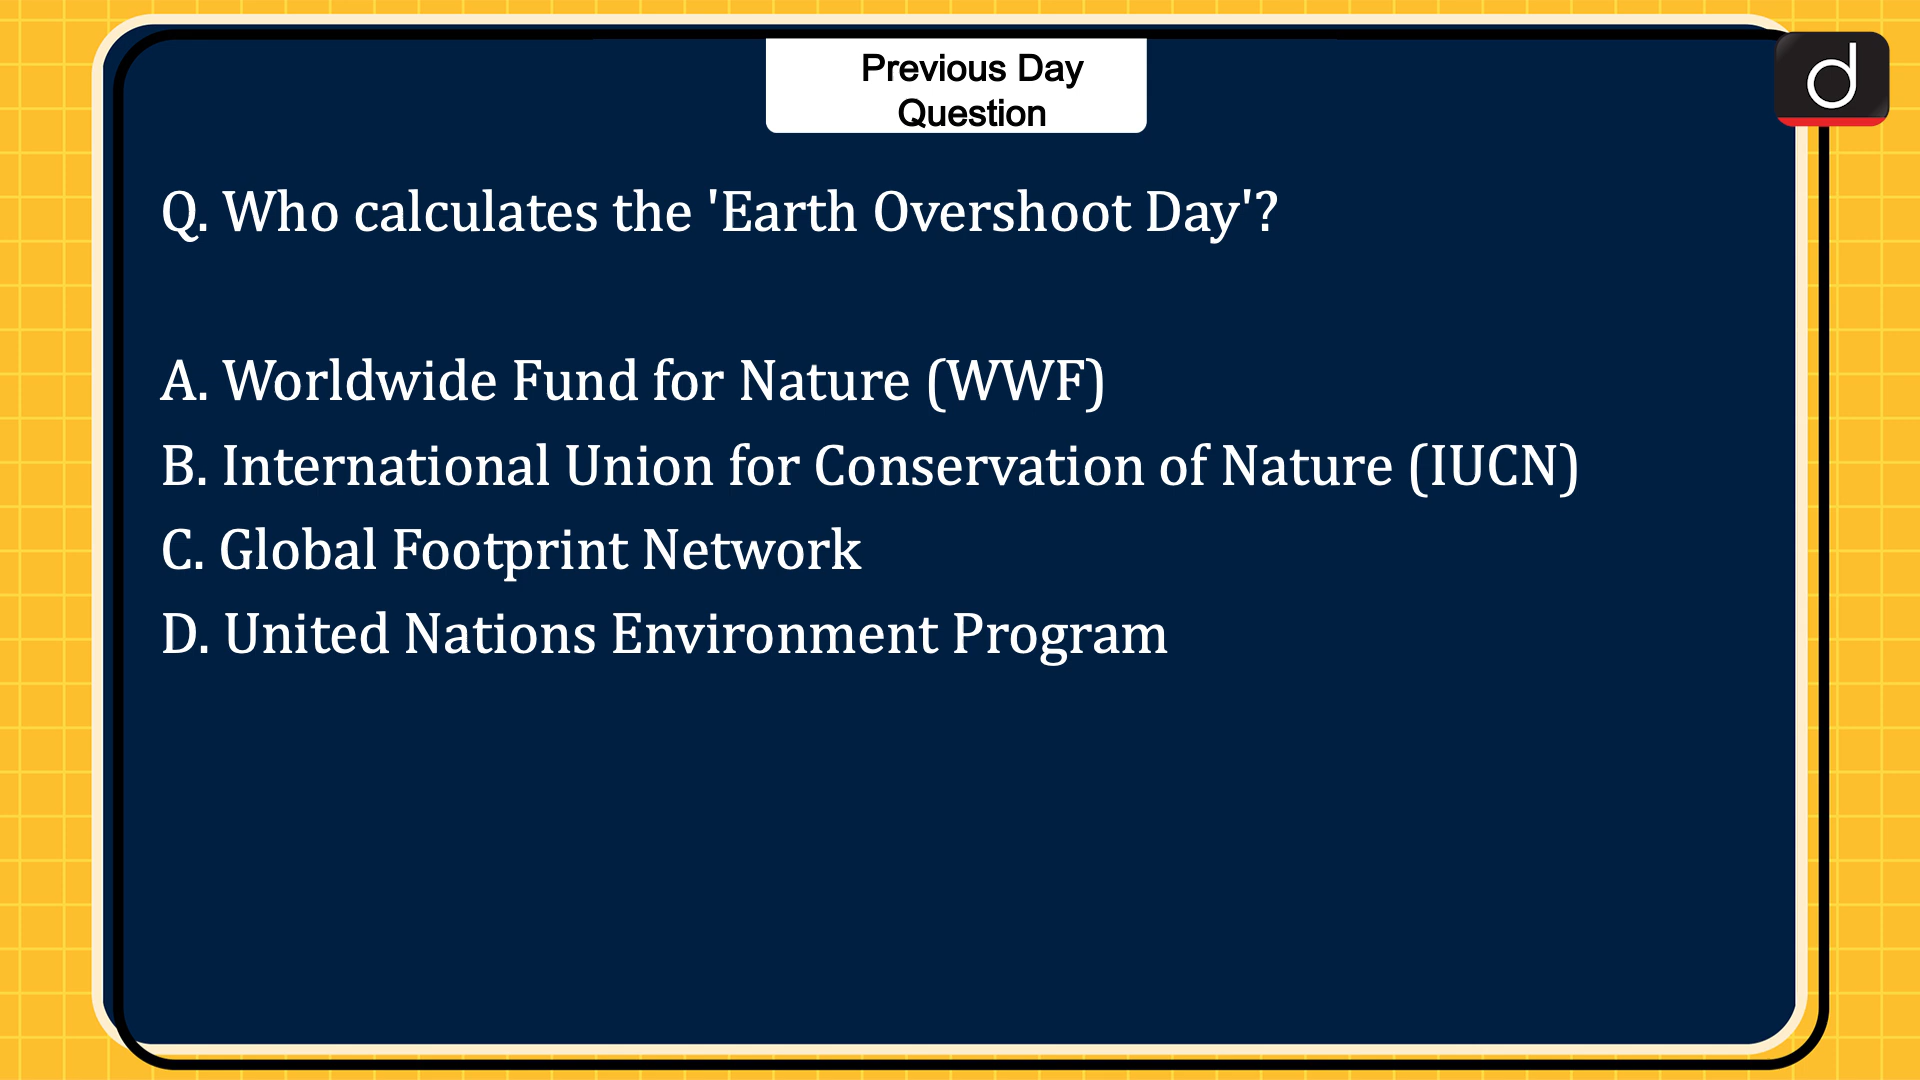 Previous Day
Question
d
Q. Who calculates the 'Earth Overshoot Day'?
A. Worldwide Fund for Nature (WWF)
B. International Union for Conservation of Nature (IUCN)
C. Global Footprint Network
D. United Nations Environment Program